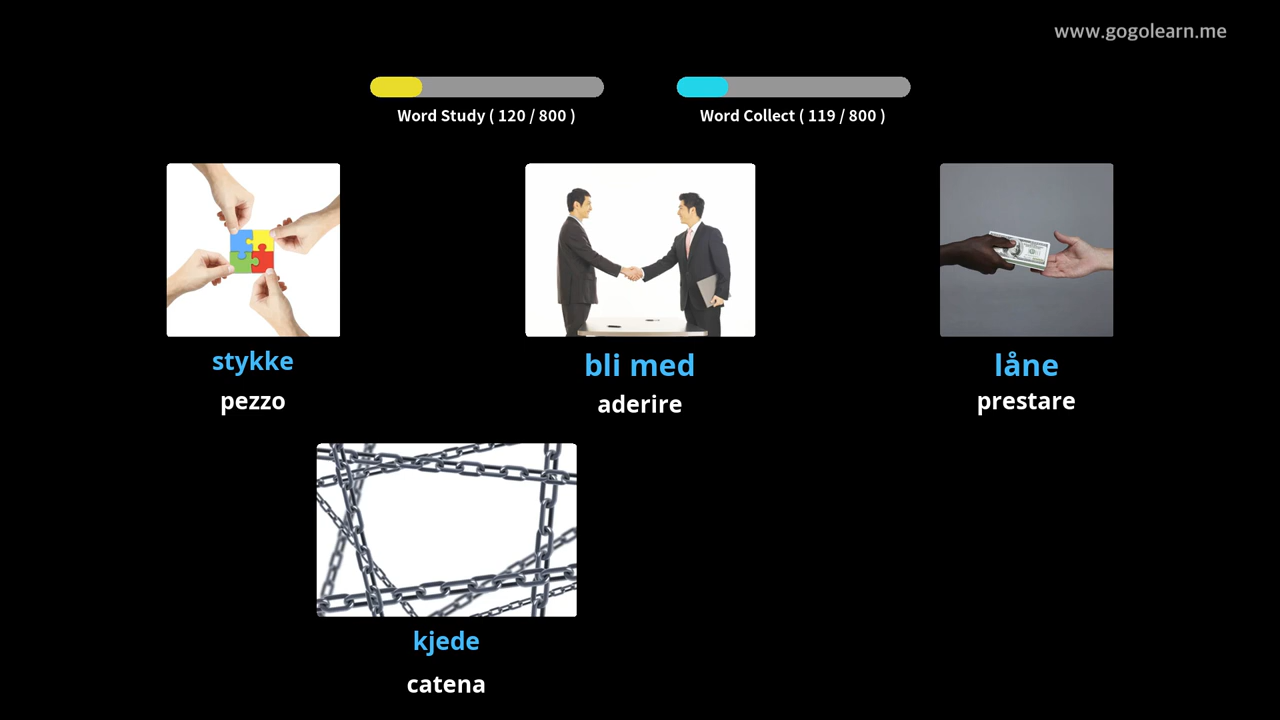 www.gogolearn.me
Word Study ( 120 / 800 )
Word Collect ( 119 / 800 )
stykke
pezzo
bli med
aderire
låne
prestare
kjede
catena